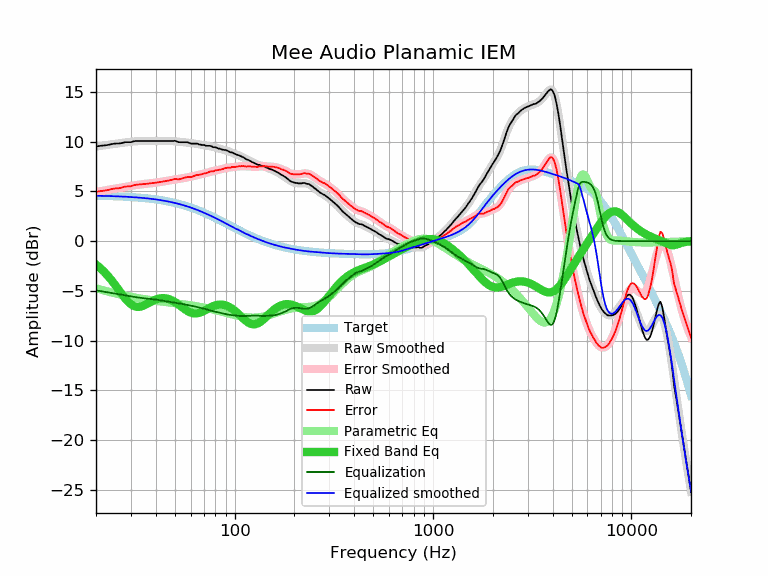 Mee Audio Planamic IEM
15
10
5
0
−5
−10
−15
−20
−25
Amplitude (dBr)
Target
Raw Smoothed
Error Smoothed
Raw
Error
Parametric Eq
Fixed Band Eq
Equalization
Equalized smoothed
100 1000 10000
Frequency (Hz)